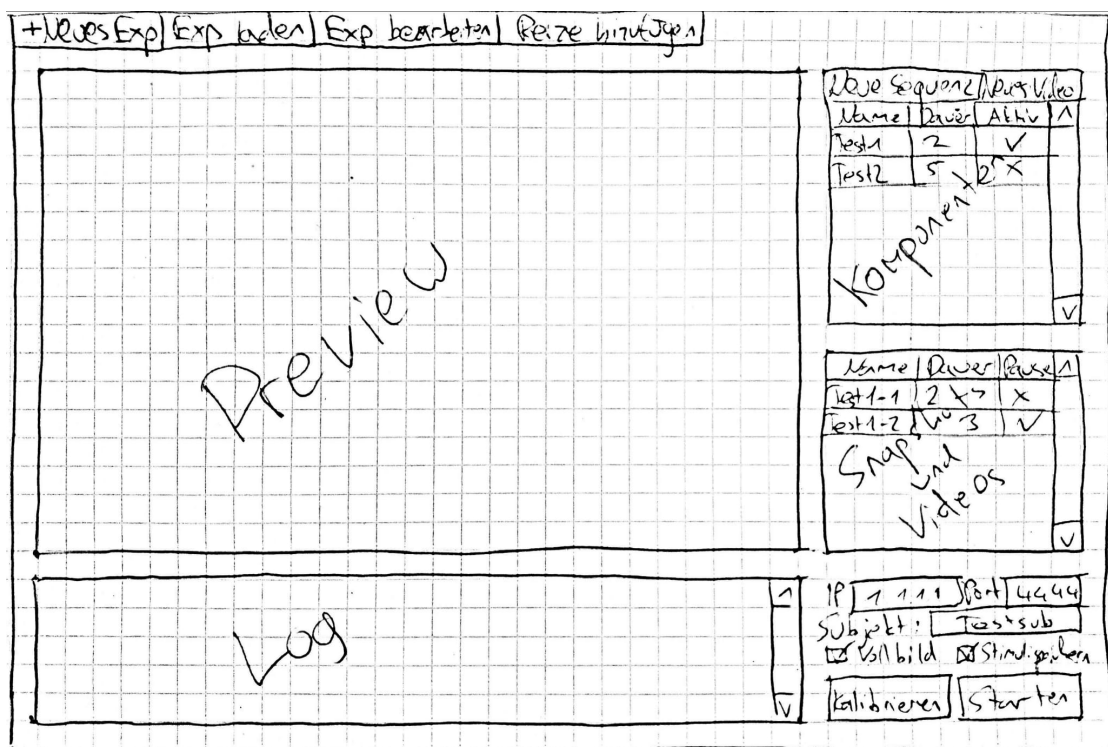 +Neues Exp Exp laden Exp bearbeiten Reize hinzufügen
Preview
Neue Sequenz Neues Video
Name Dauer Aktiv
Test1 2 ✓
Test2 5 x
Komponenten
Name Dauer Pause
Test1-1 2 x
Test1-2 3 ✓
Snapshots
und
Videos
Log
IP 1.1.1.1 Port 4444
Subjekt: Testsub
Vollbild Stimuli speichern
Kalibrieren Starten